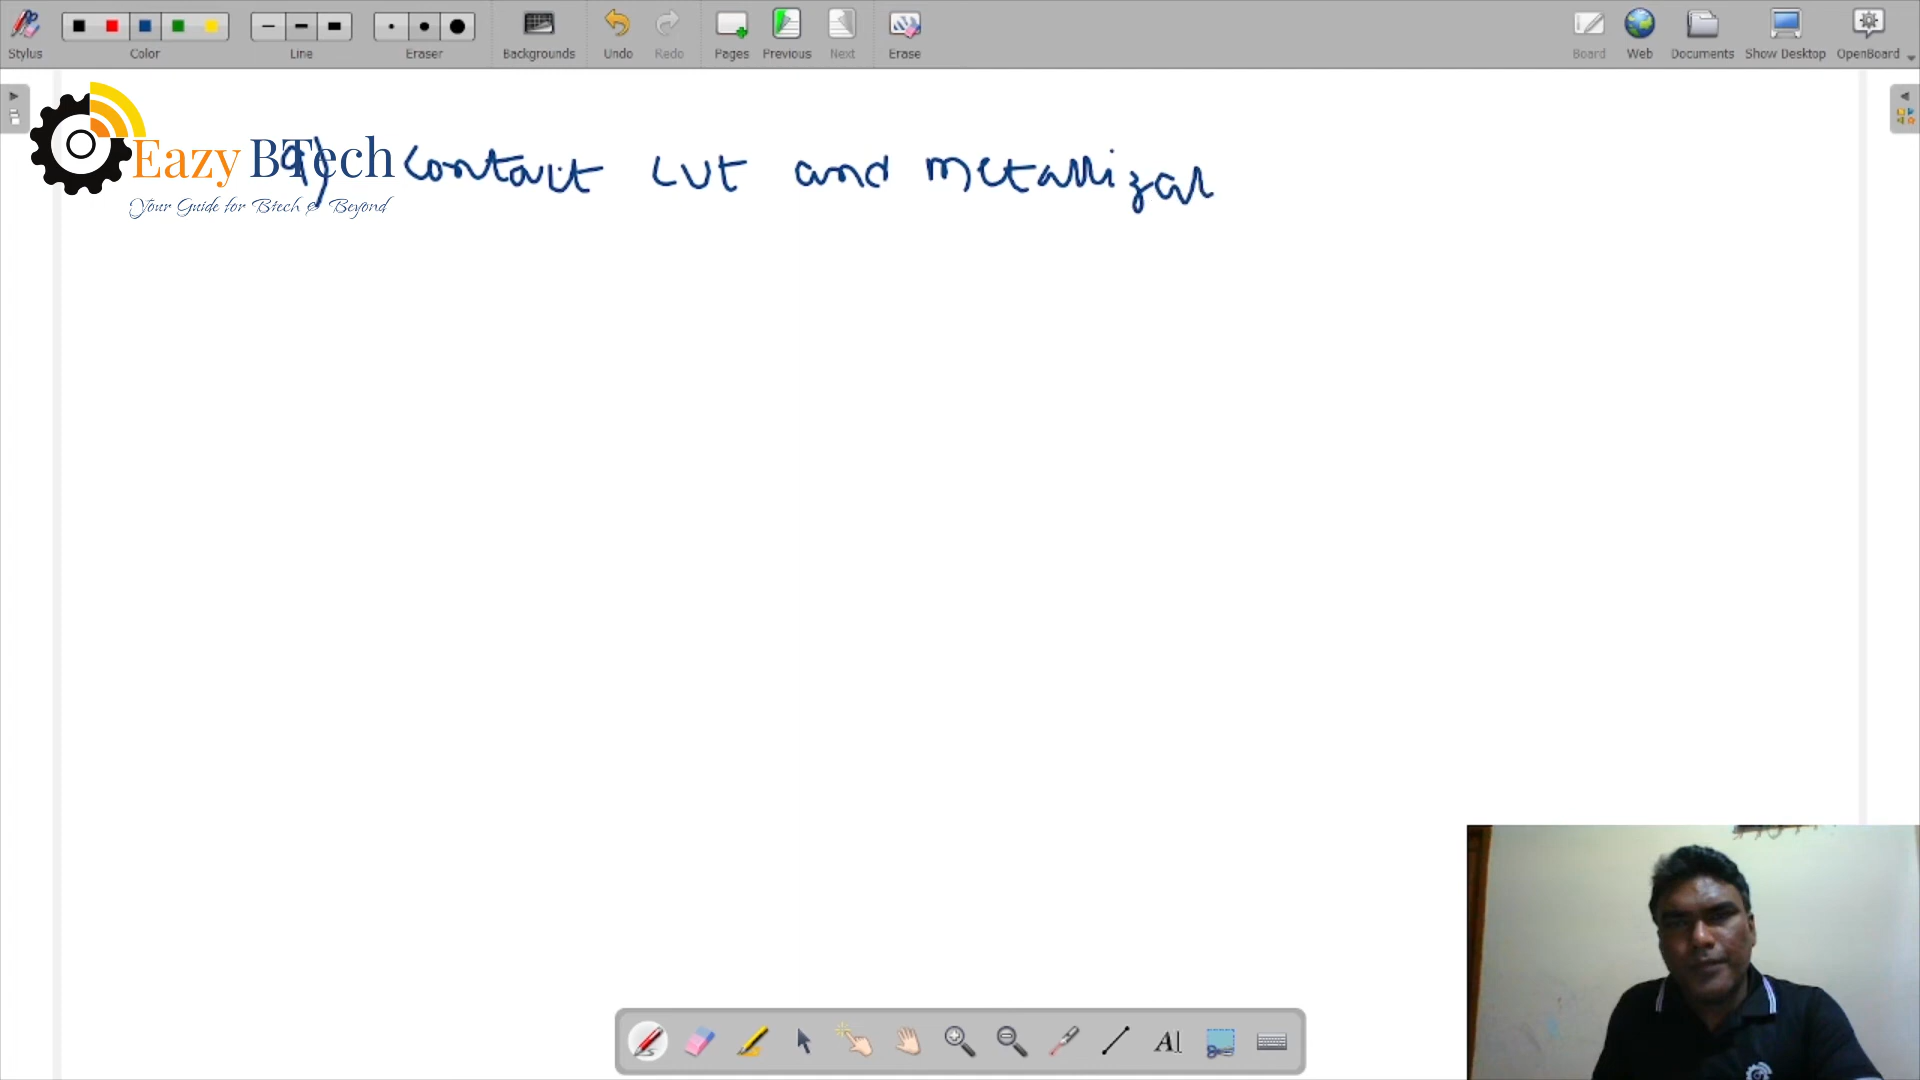 Stylus Color Line Eraser Backgrounds Undo Redo Pages Previous Next Erase Board Web Documents Show Desktop OpenBoard
Eazy BTech
9) contact cut and metallizat
Your Guide for Btech & Beyond